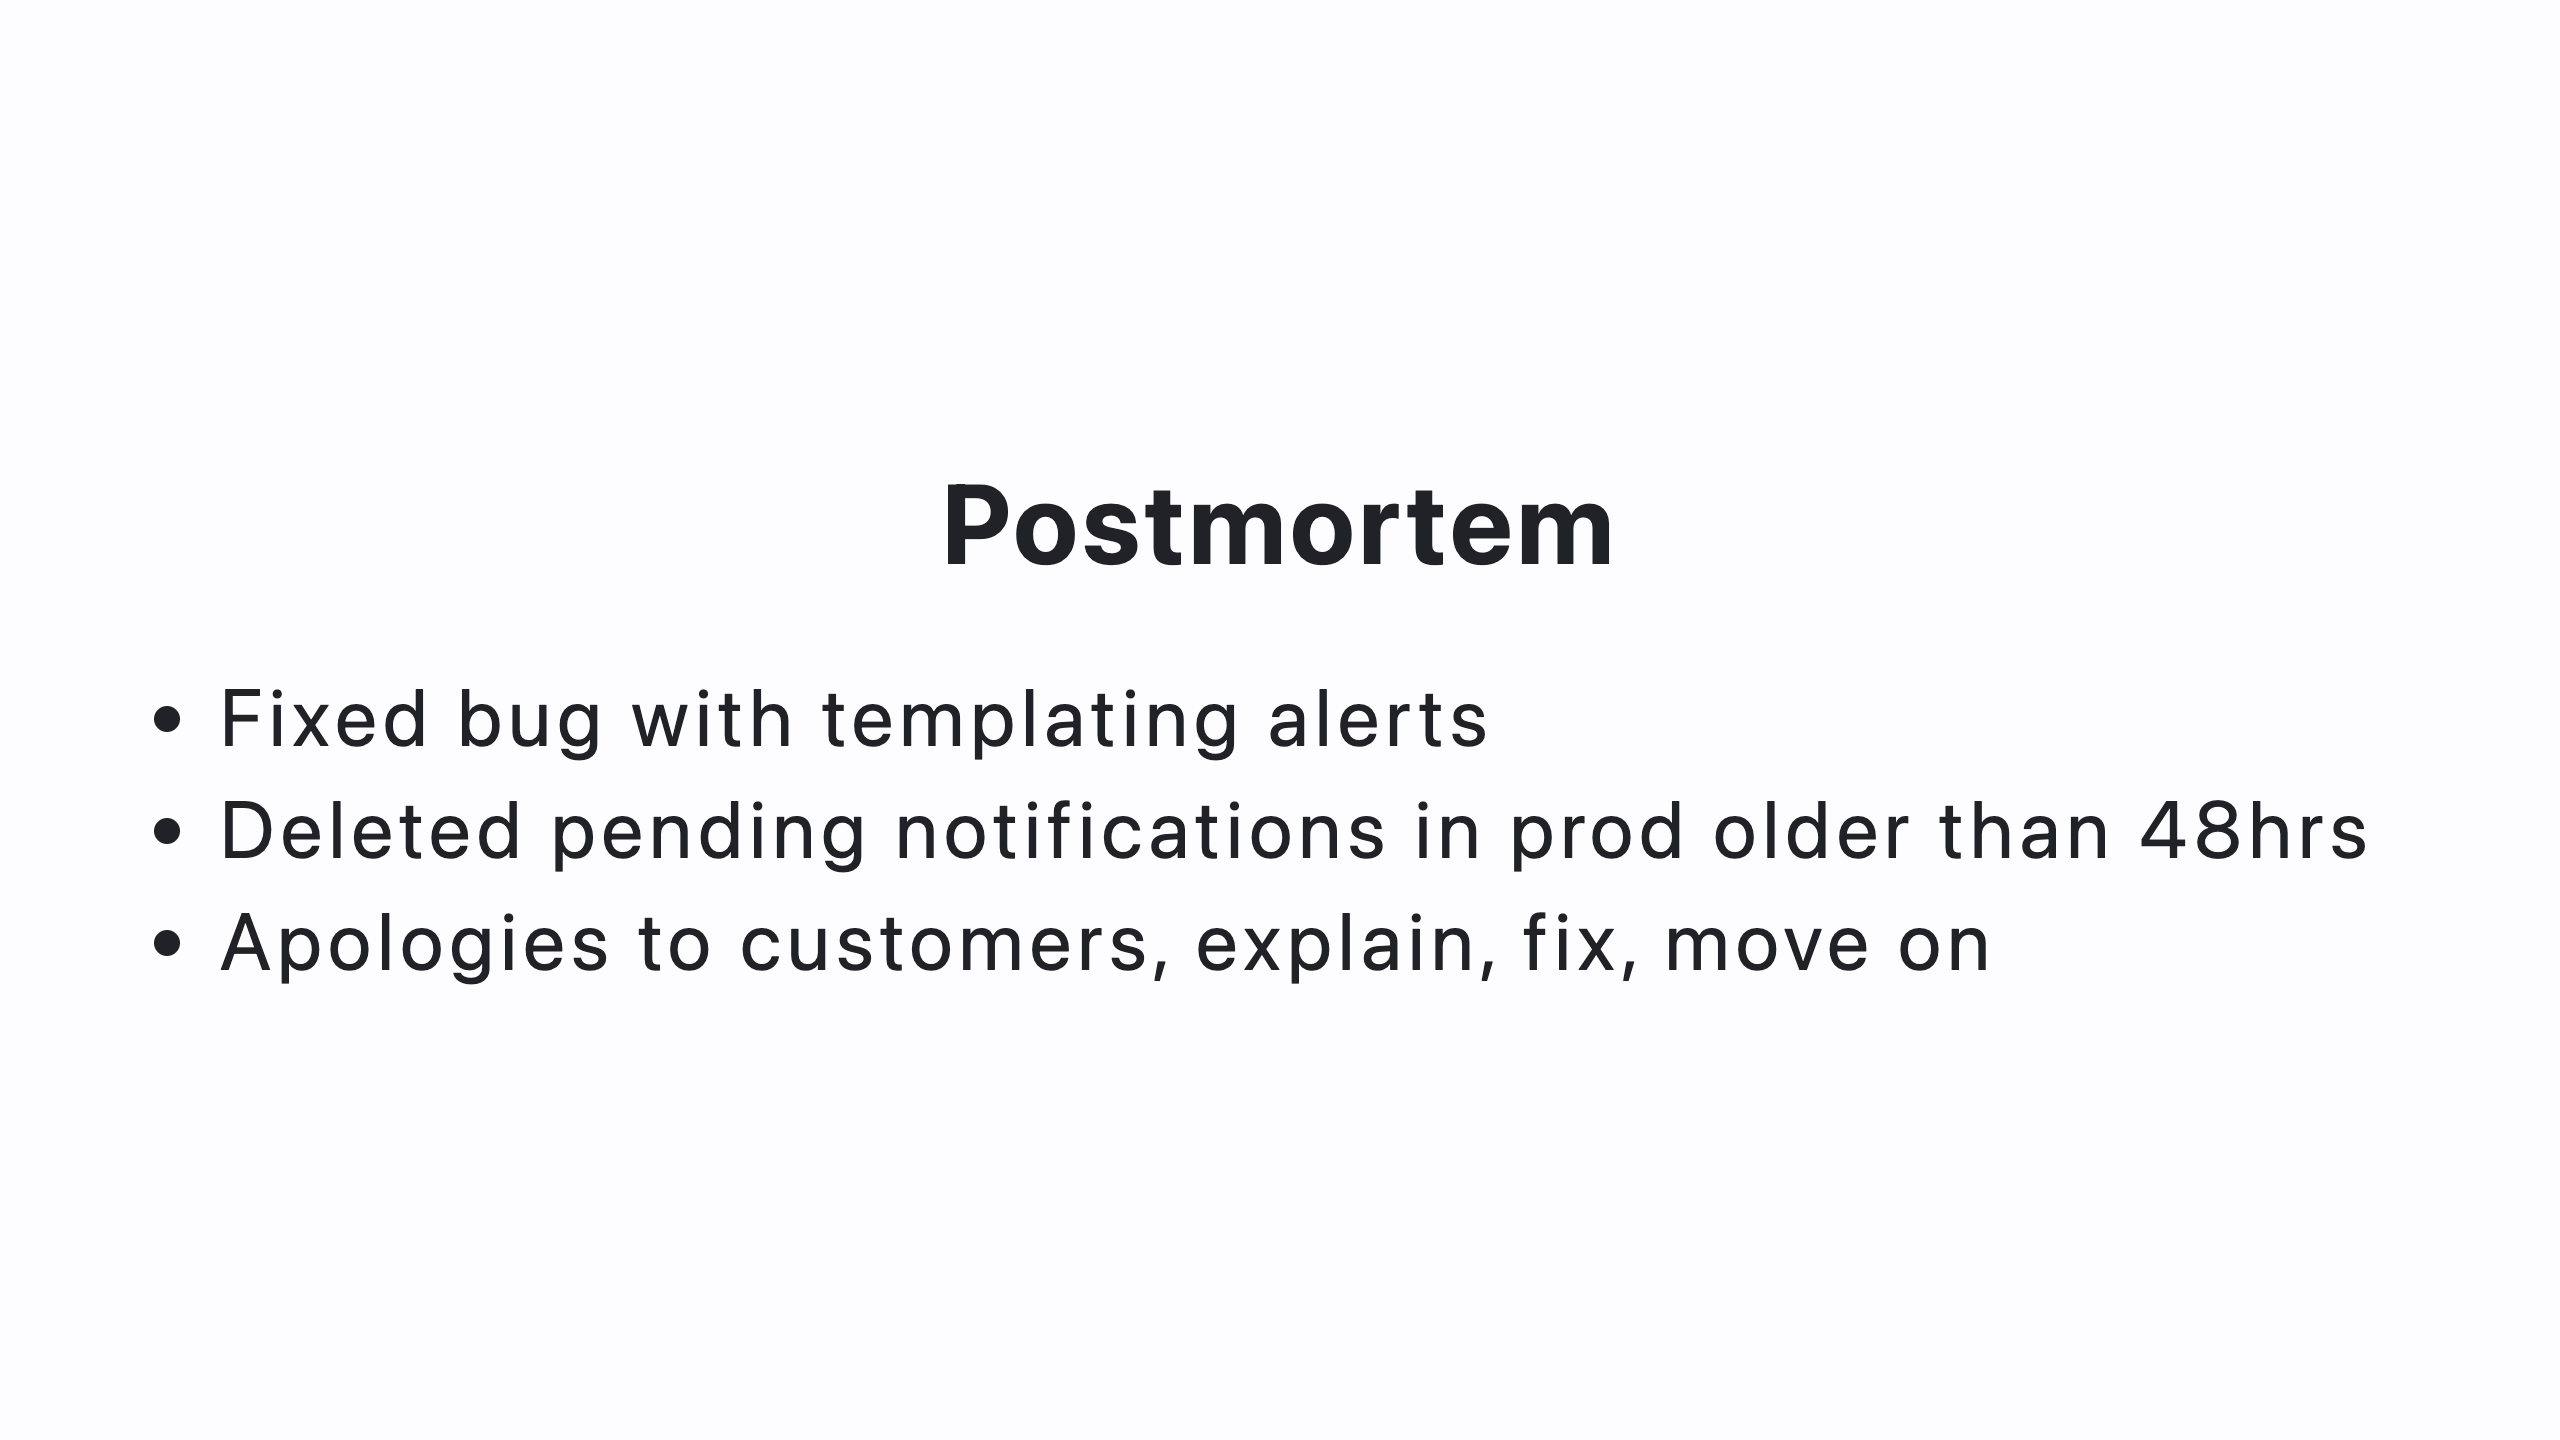 Postmortem
• Fixed bug with templating alerts
• Deleted pending notifications in prod older than 48hrs
• Apologies to customers, explain, fix, move on